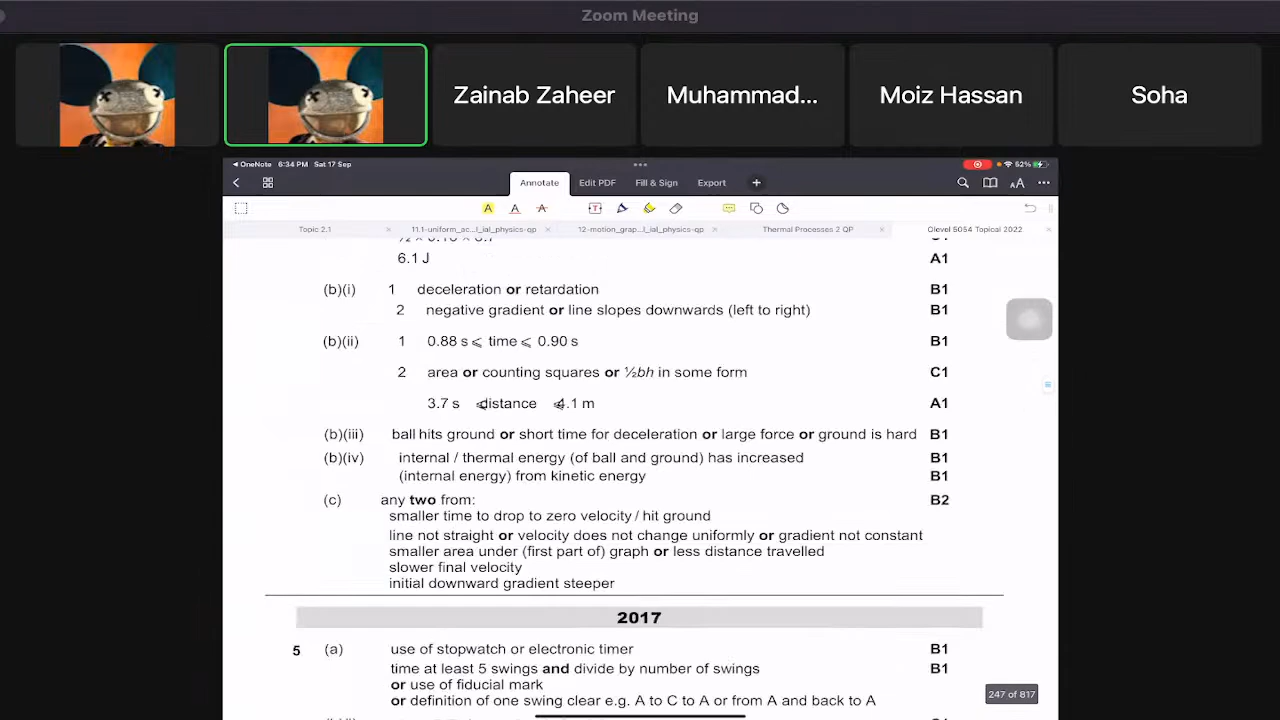 Zoom Meeting
Zainab Zaheer
Muhammad...
Moiz Hassan
Soha
OneNote 6:34 PM Sat 17 Sep
52%
Annotate Edit PDF Fill & Sign Export
Topic 2.1 11.1-uniform_ac...l_ial_physics-qp 12-motion_grap...l_ial_physics-qp Thermal Processes 2 QP Olevel 5054 Topical 2022
6.1 J A1
(b)(i) 1 deceleration or retardation B1
2 negative gradient or line slopes downwards (left to right) B1
(b)(ii) 1 0.88 s ⩽ time ⩽ 0.90 s B1
2 area or counting squares or ½bh in some form C1
3.7 s ⩽ distance ⩽ 4.1 m A1
(b)(iii) ball hits ground or short time for deceleration or large force or ground is hard B1
(b)(iv) internal / thermal energy (of ball and ground) has increased B1
(internal energy) from kinetic energy B1
(c) any two from: B2
smaller time to drop to zero velocity / hit ground
line not straight or velocity does not change uniformly or gradient not constant
smaller area under (first part of) graph or less distance travelled
slower final velocity
initial downward gradient steeper
2017
5 (a) use of stopwatch or electronic timer B1
time at least 5 swings and divide by number of swings B1
or use of fiducial mark
or definition of one swing clear e.g. A to C to A or from A and back to A
247 of 817